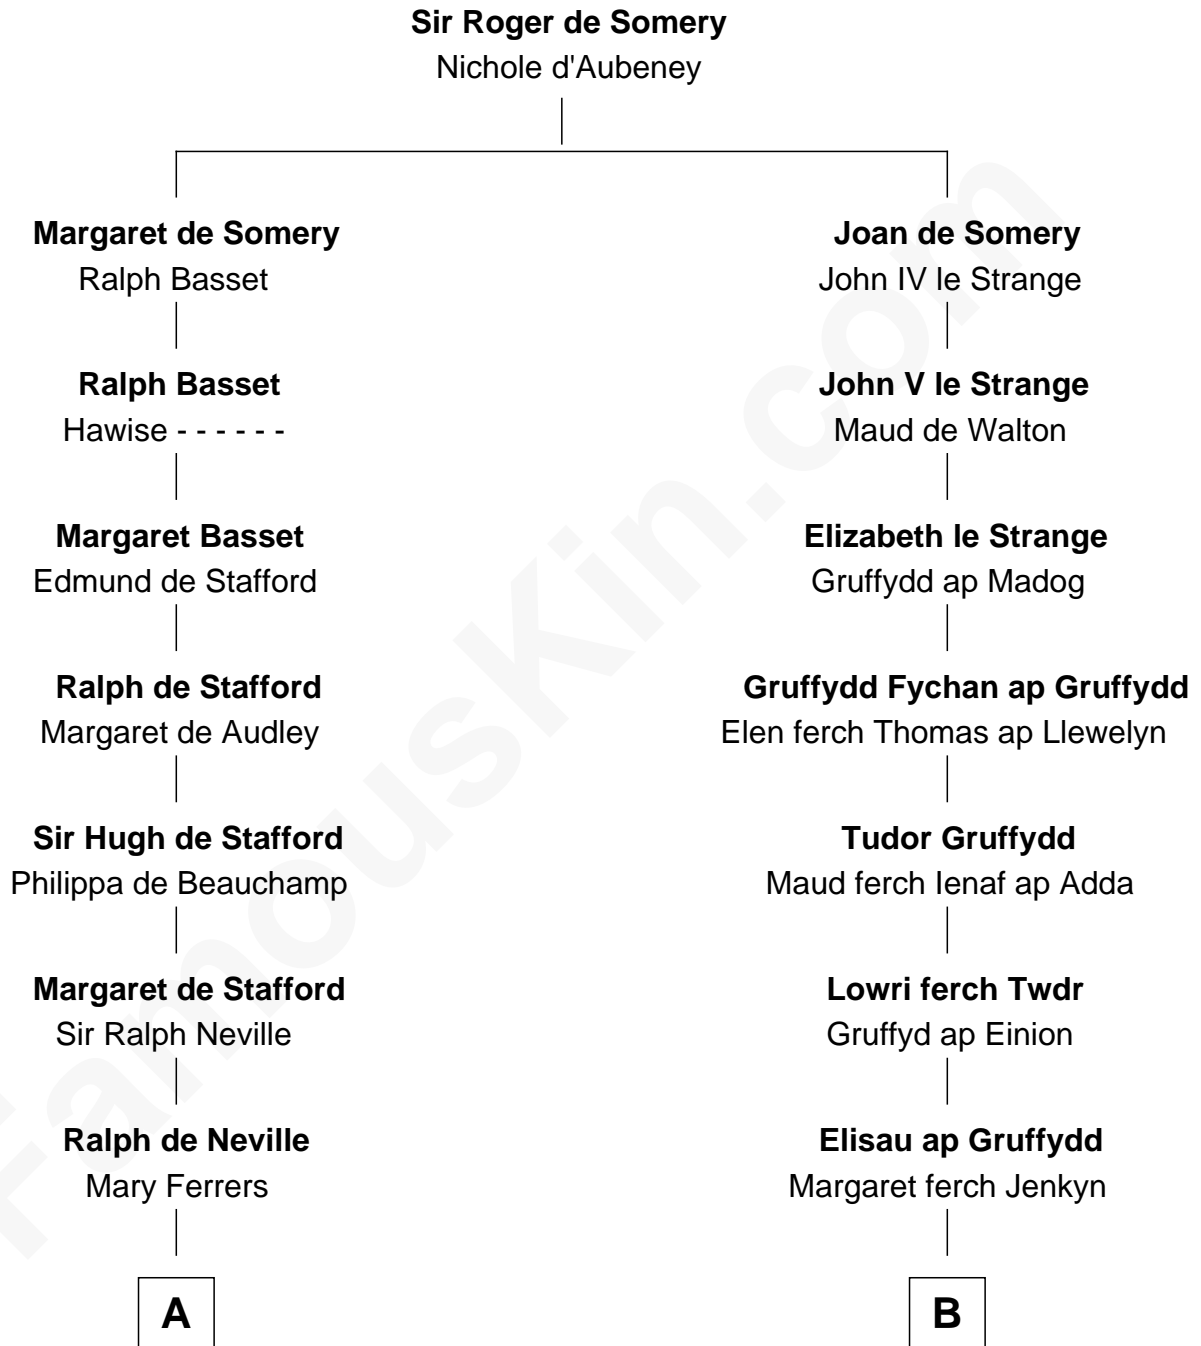 Sir Roger de Somery
Nichole d'Aubeney
Margaret de Somery
Ralph Basset
Ralph Basset
Hawise - - - - - -
Margaret Basset
Edmund de Stafford
Ralph de Stafford
Margaret de Audley
Sir Hugh de Stafford
Philippa de Beauchamp
Margaret de Stafford
Sir Ralph Neville
Ralph de Neville
Mary Ferrers
A
Joan de Somery
John IV le Strange
John V le Strange
Maud de Walton
Elizabeth le Strange
Gruffydd ap Madog
Gruffydd Fychan ap Gruffydd
Elen ferch Thomas ap Llewelyn
Tudor Gruffydd
Maud ferch Ienaf ap Adda
Lowri ferch Twdr
Gruffyd ap Einion
Elisau ap Gruffydd
Margaret ferch Jenkyn
B
FamousKin.com